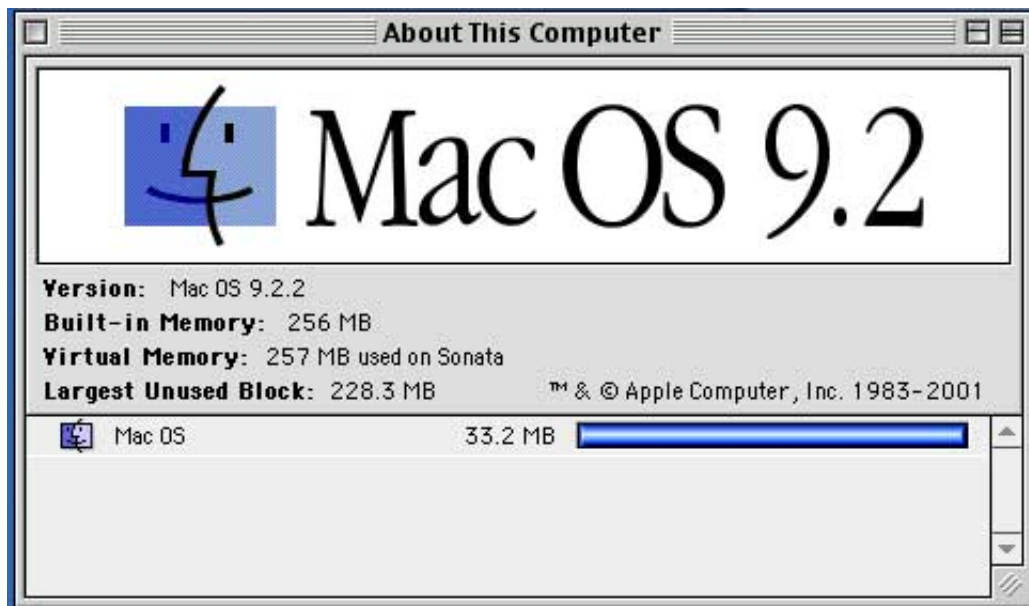 About This Computer
Mac OS 9.2
Version: Mac OS 9.2.2
Built-in Memory: 256 MB
Virtual Memory: 257 MB used on Sonata
Largest Unused Block: 228.3 MB ™ & © Apple Computer, Inc. 1983-2001
Mac OS 33.2 MB